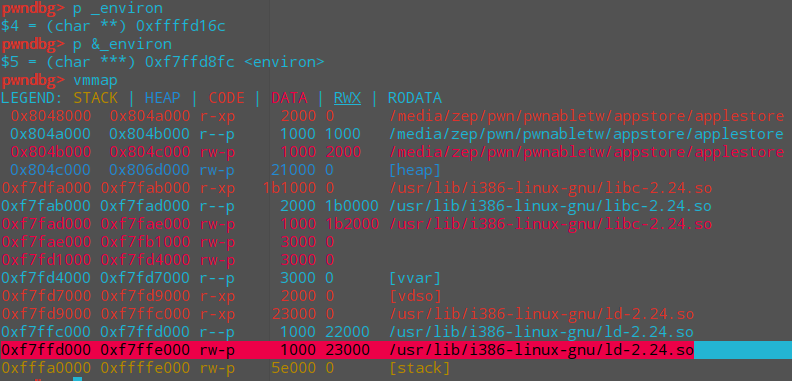 pwndbg> p _environ
$4 = (char **) 0xffffd16c
pwndbg> p &_environ
$5 = (char ***) 0xf7ffd8fc <environ>
pwndbg> vmmap
LEGEND: STACK | HEAP | CODE | DATA | RWX | RODATA
0x8048000 0x804a000 r-xp 2000 0 /media/zep/pwn/pwnabletw/appstore/applestore
0x804a000 0x804b000 r--p 1000 1000 /media/zep/pwn/pwnabletw/appstore/applestore
0x804b000 0x804c000 rw-p 1000 2000 /media/zep/pwn/pwnabletw/appstore/applestore
0x804c000 0x806d000 rw-p 21000 0 [heap]
0xf7dfa000 0xf7fab000 r-xp 1b1000 0 /usr/lib/i386-linux-gnu/libc-2.24.so
0xf7fab000 0xf7fad000 r--p 2000 1b0000 /usr/lib/i386-linux-gnu/libc-2.24.so
0xf7fad000 0xf7fae000 rw-p 1000 1b2000 /usr/lib/i386-linux-gnu/libc-2.24.so
0xf7fae000 0xf7fb1000 rw-p 3000 0
0xf7fd1000 0xf7fd4000 rw-p 3000 0
0xf7fd4000 0xf7fd7000 r--p 3000 0 [vvar]
0xf7fd7000 0xf7fd9000 r-xp 2000 0 [vdso]
0xf7fd9000 0xf7ffc000 r-xp 23000 0 /usr/lib/i386-linux-gnu/ld-2.24.so
0xf7ffc000 0xf7ffd000 r--p 1000 22000 /usr/lib/i386-linux-gnu/ld-2.24.so
0xf7ffd000 0xf7ffe000 rw-p 1000 23000 /usr/lib/i386-linux-gnu/ld-2.24.so
0xfffa0000 0xffffe000 rw-p 5e000 0 [stack]